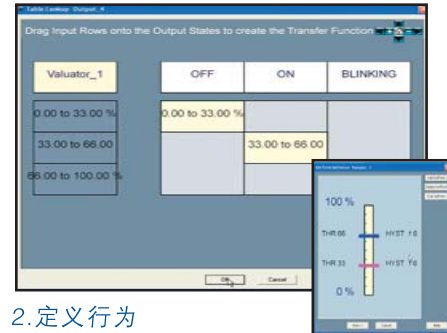 Table Lookup Output_4
Drag Input Rows onto the Output States to create the Transfer Function
Valuator_1
OFF
ON
BLINKING
0.00 to 33.00 %
0.00 to 33.00 %
33.00 to 66.00
33.00 to 66.00
66.00 to 100.00 %
OK
Cancel
100 %
THR 66
HYST
THR 33
HYST
0 %
2.定义行为